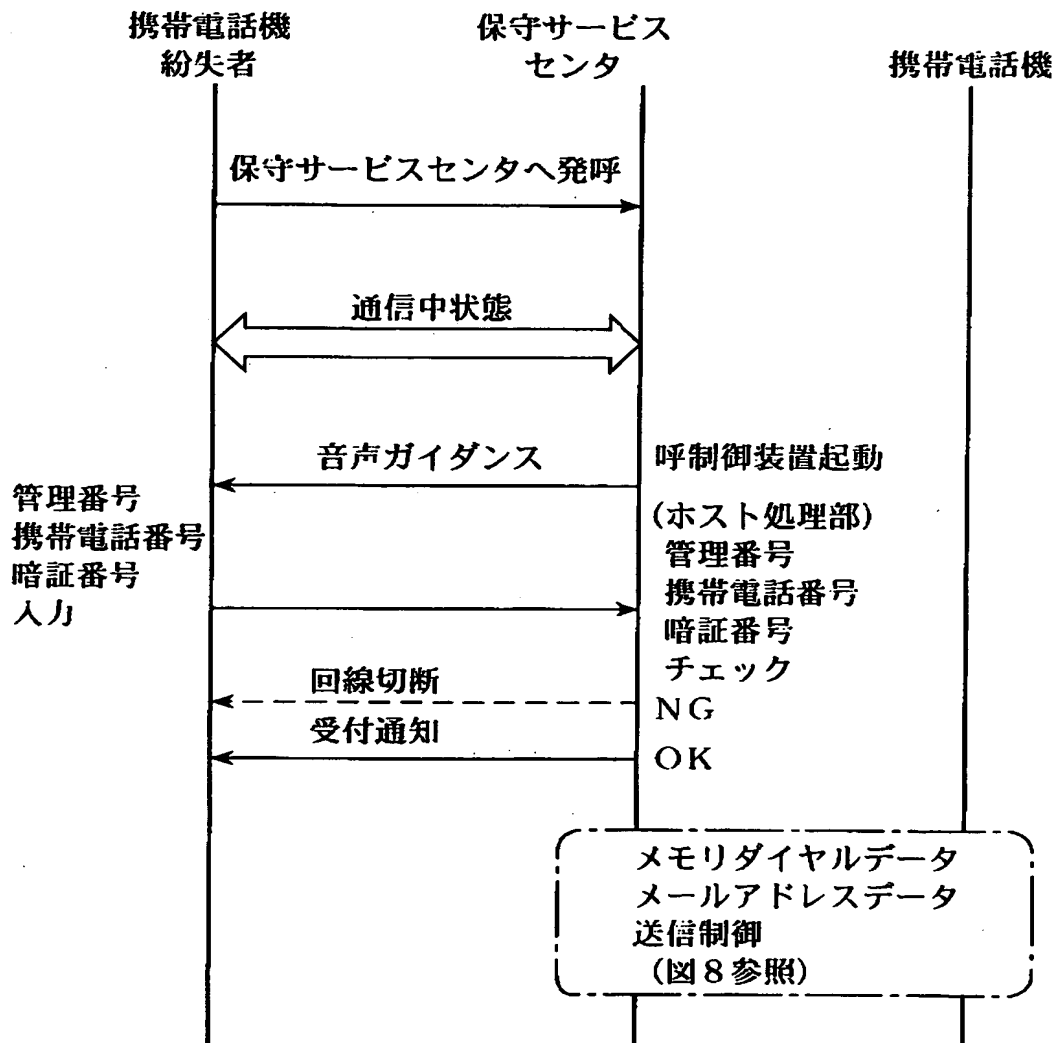 携帯電話機
紛失者
保守サービス
センタ
携帯電話機
保守サービスセンタへ発呼
通信中状態
音声ガイダンス
呼制御装置起動
管理番号
携帯電話番号
暗証番号
入力
(ホスト処理部)
管理番号
携帯電話番号
暗証番号
チェック
回線切断
NG
受付通知
OK
メモリダイヤルデータ
メールアドレスデータ
送信制御
(図8参照)